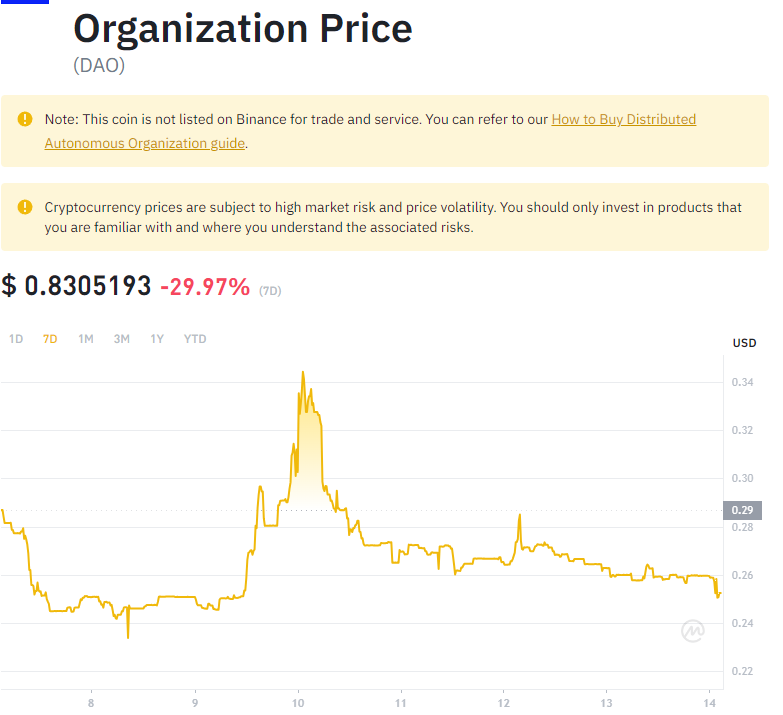 Organization Price
(DAO)
Note: This coin is not listed on Binance for trade and service. You can refer to our How to Buy Distributed
Autonomous Organization guide.
Cryptocurrency prices are subject to high market risk and price volatility. You should only invest in products that
you are familiar with and where you understand the associated risks.
$ 0.8305193 -29.97% (7D)
1D 7D 1M 3M 1Y YTD
USD
0.34
0.32
0.30
0.29
0.28
0.26
0.24
0.22
8 9 10 11 12 13 14